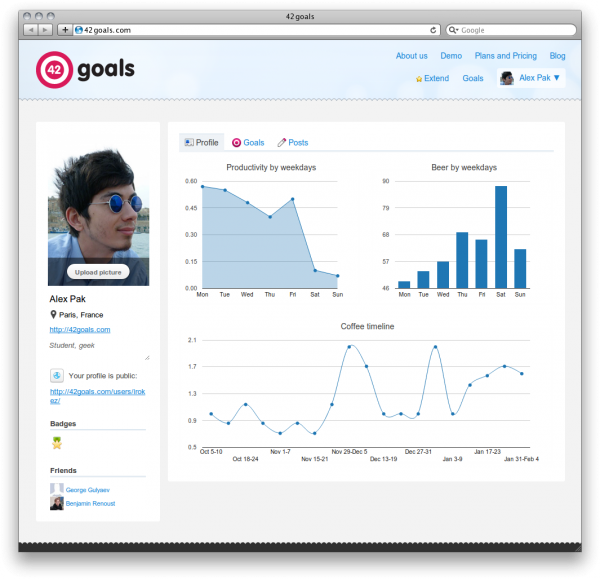 42goals
42goals.com
Google
42 goals
About us Demo Plans and Pricing Blog
Extend Goals Alex Pak ▼
Profile Goals Posts
Upload picture
Alex Pak
Paris, France
http://42goals.com
Student, geek
Your profile is public:
http://42goals.com/users/irok
ez/
Badges
Friends
George Gulyaev
Benjamin Renoust
Productivity by weekdays
0.60
0.45
0.30
0.15
0.00
Mon Tue Wed Thu Fri Sat Sun
Beer by weekdays
90
79
68
57
46
Mon Tue Wed Thu Fri Sat Sun
Coffee timeline
2.1
1.7
1.3
0.9
0.5
Oct 5-10 Nov 1-7 Nov 29-Dec 5 Dec 27-31 Jan 17-23
Oct 18-24 Nov 15-21 Dec 13-19 Jan 3-9 Jan 31-Feb 4